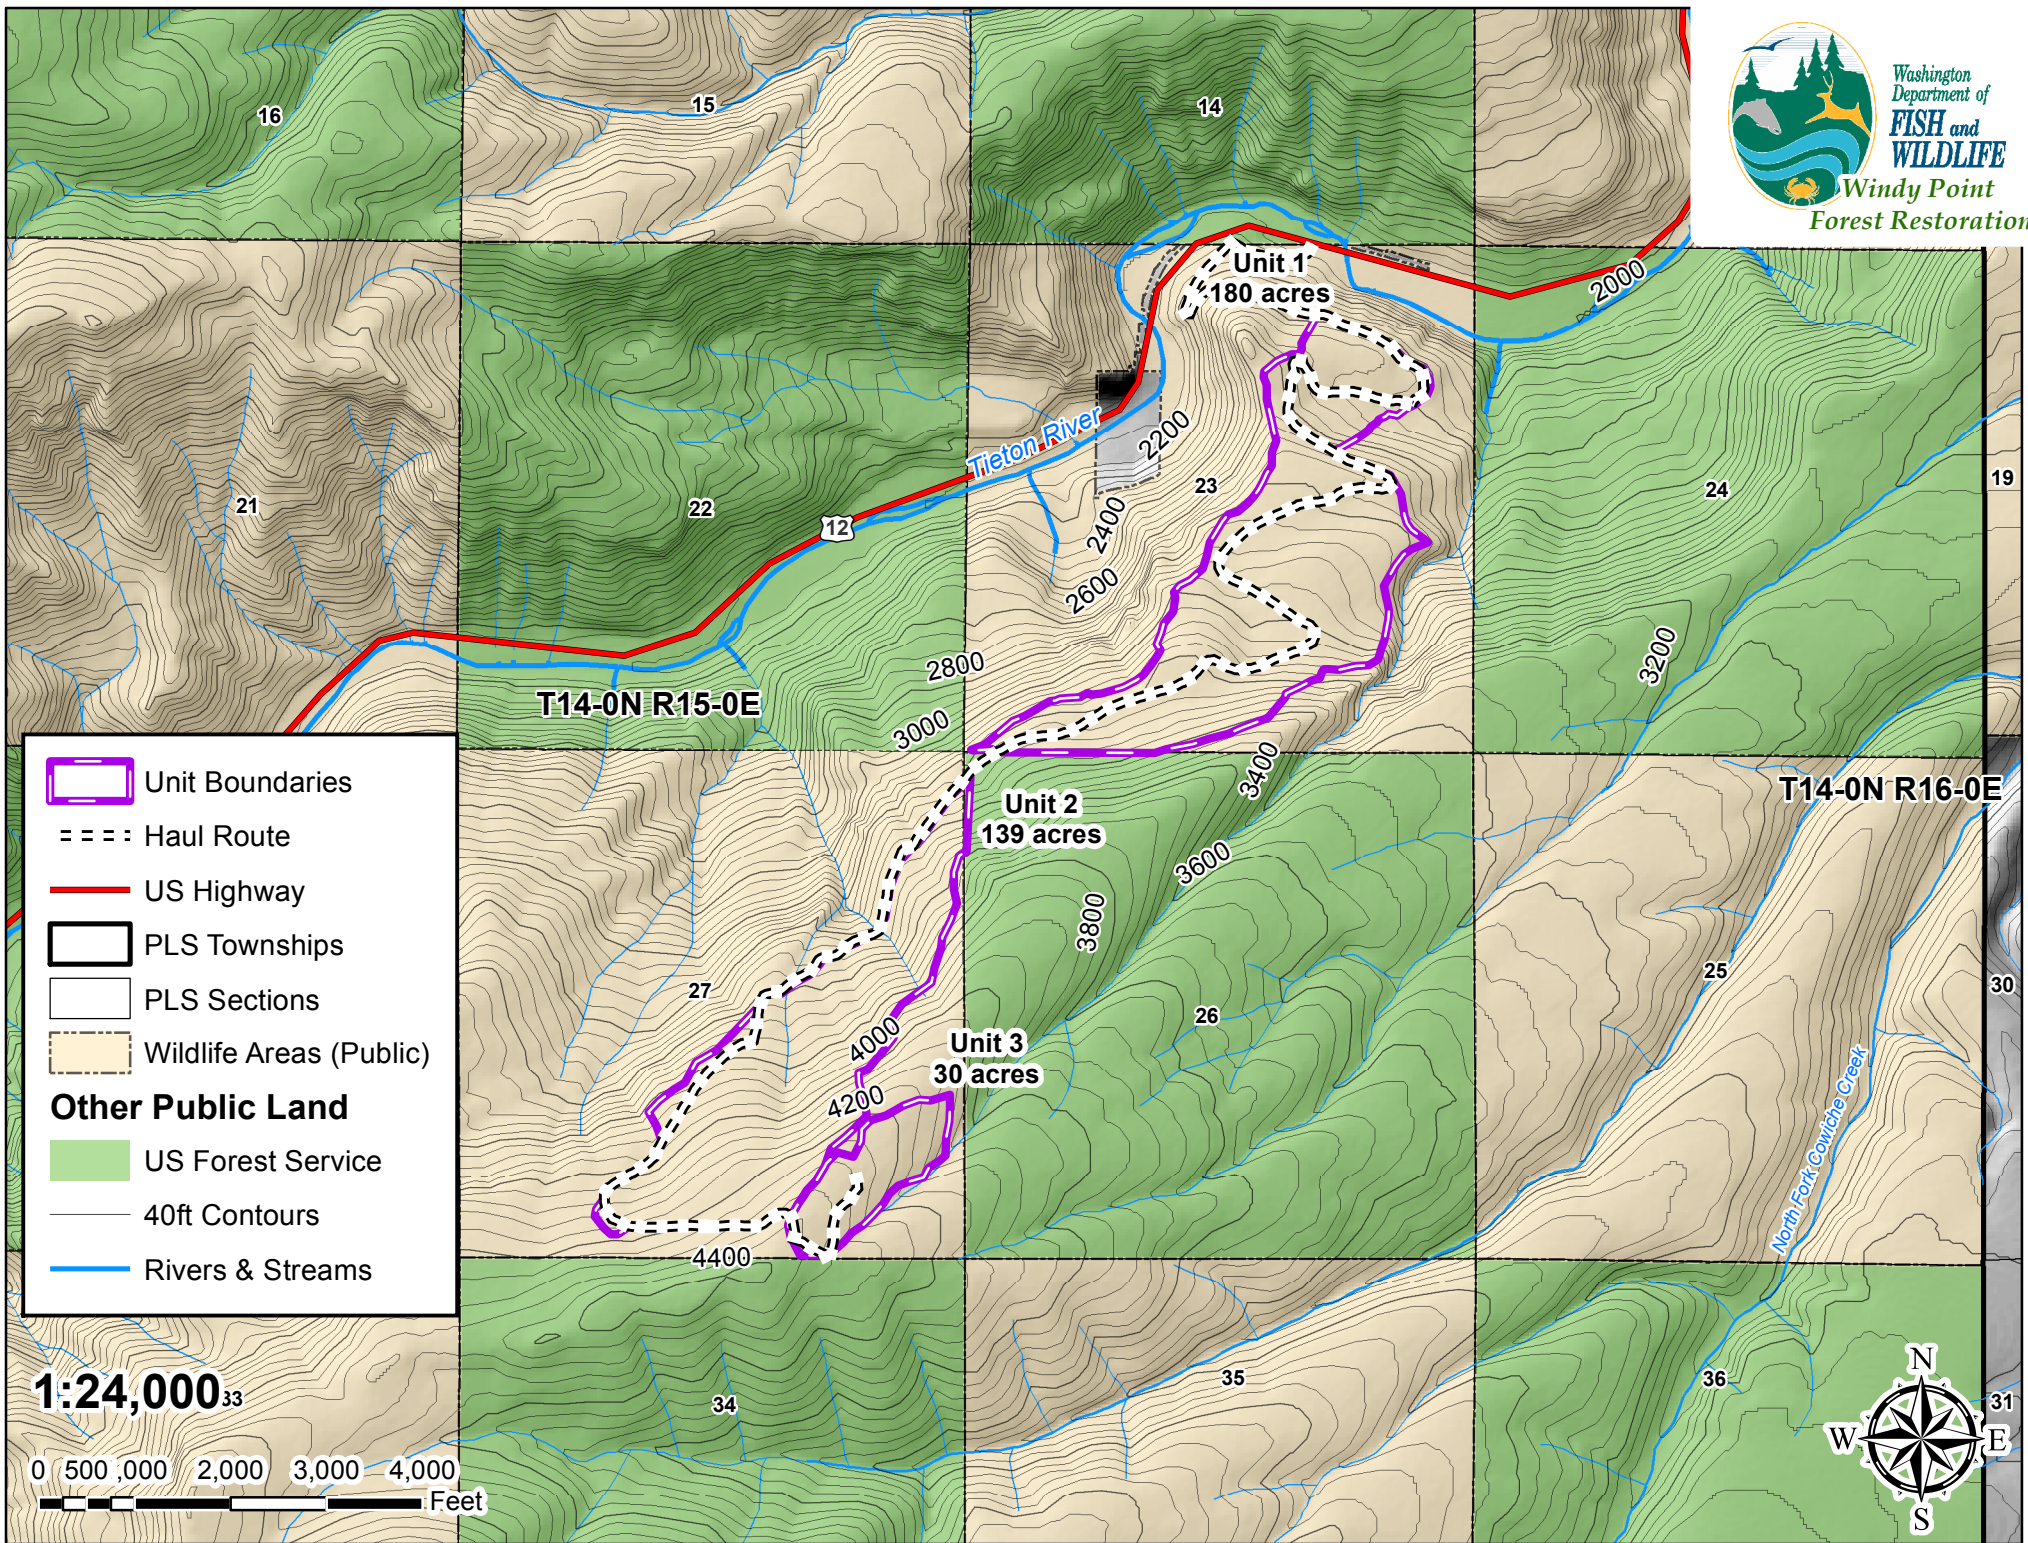 Washington
Department of
FISH and
WILDLIFE
Windy Point
Forest Restoration
16
15
14
Unit 1
180 acres
2000
Tieton River
2200
21
22
12
23
24
19
2400
2600
2800
3000
3200
T14-0N R15-0E
T14-0N R16-0E
3400
Unit 2
139 acres
3600
3800
27
26
25
30
4000
Unit 3
30 acres
4200
4400
North Fork Cowiche Creek
Unit Boundaries
Haul Route
US Highway
PLS Townships
PLS Sections
Wildlife Areas (Public)
Other Public Land
US Forest Service
40ft Contours
Rivers & Streams
1:24,000
33
34
35
36
31
0 500 ,000 2,000 3,000 4,000
Feet
N
W E
S